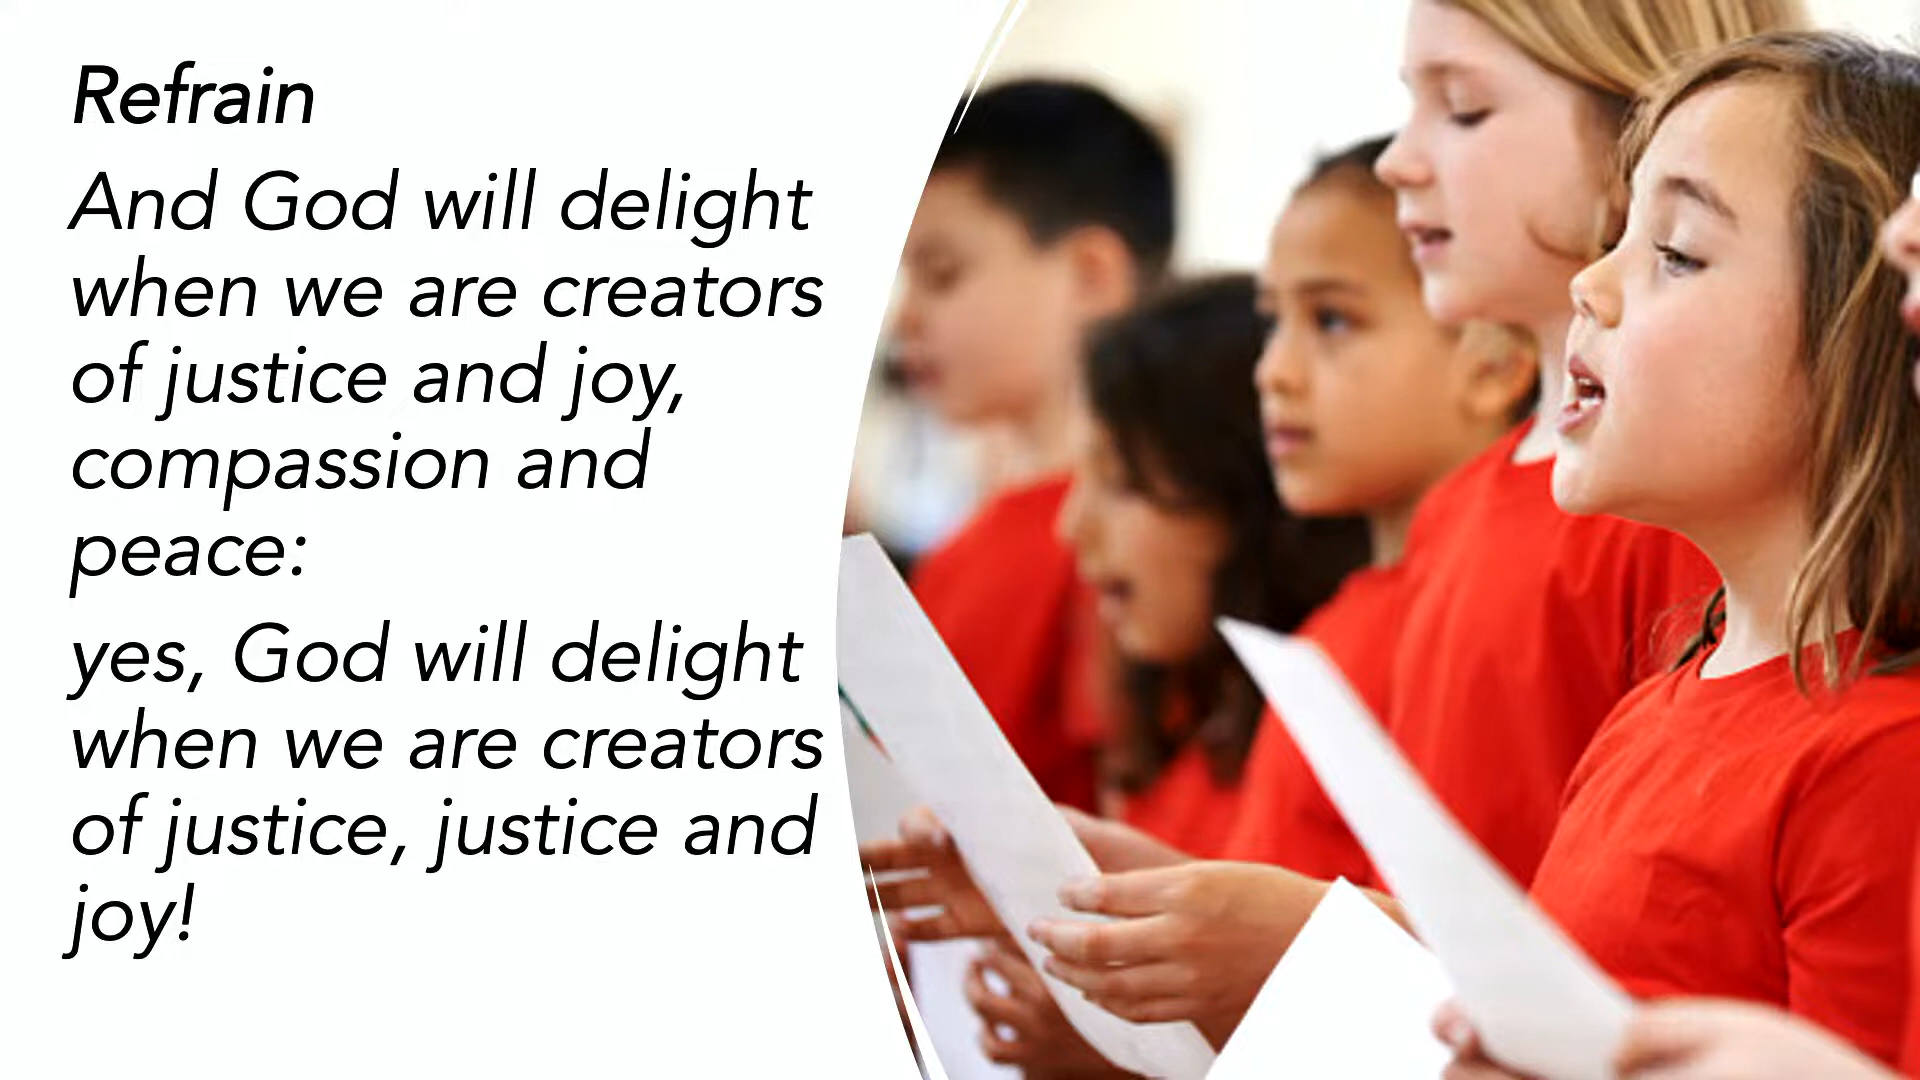 Refrain
And God will delight
when we are creators
of justice and joy,
compassion and
peace:
yes, God will delight
when we are creators
of justice, justice and
joy!